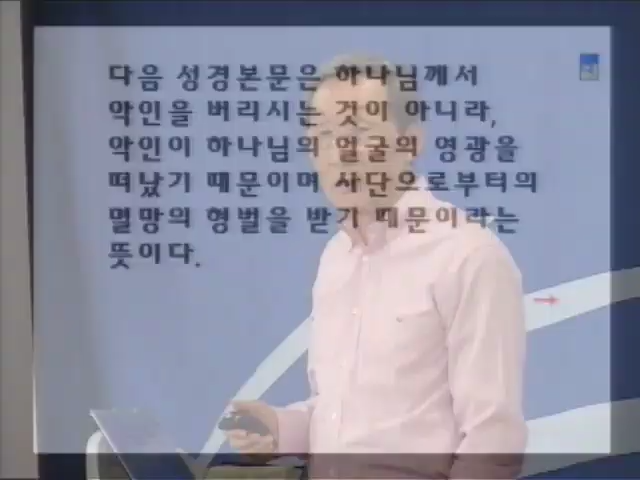 다음 성경본문은 하나님께서
악인을 버리시는 것이 아니라,
악인이 하나님의 얼굴의 영광을
떠났기 때문이며 사단으로부터의
멸망의 형벌을 받기 때문이라는
뜻이다.